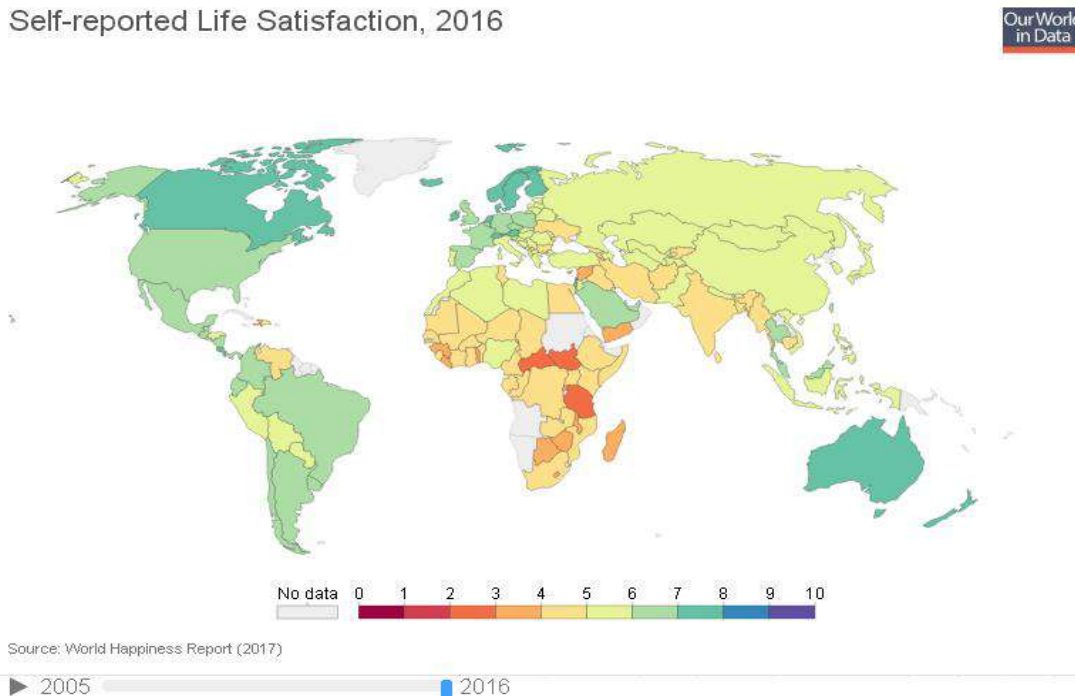 Self-reported Life Satisfaction, 2016
Our World
in Data
No data 0 1 2 3 4 5 6 7 8 9 10
Source: World Happiness Report (2017)
2005 2016